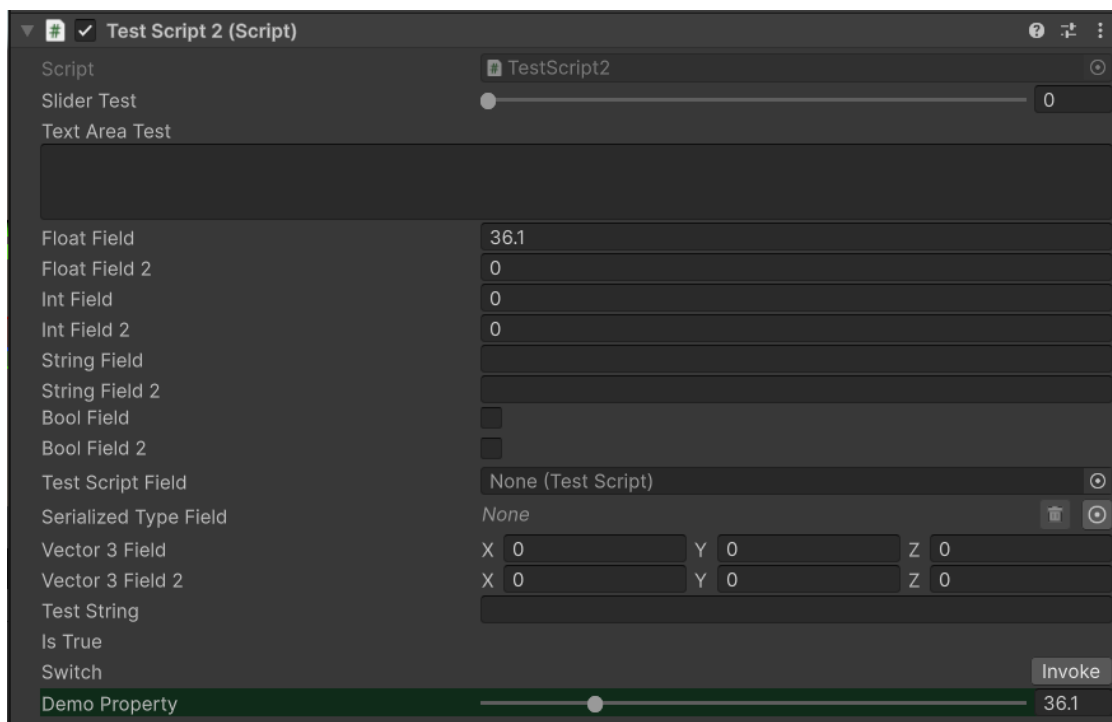 # Test Script 2 (Script)
Script # TestScript2
Slider Test 0
Text Area Test
Float Field 36.1
Float Field 2 0
Int Field 0
Int Field 2 0
String Field
String Field 2
Bool Field
Bool Field 2
Test Script Field None (Test Script)
Serialized Type Field None
Vector 3 Field X 0 Y 0 Z 0
Vector 3 Field 2 X 0 Y 0 Z 0
Test String
Is True
Switch Invoke
Demo Property 36.1